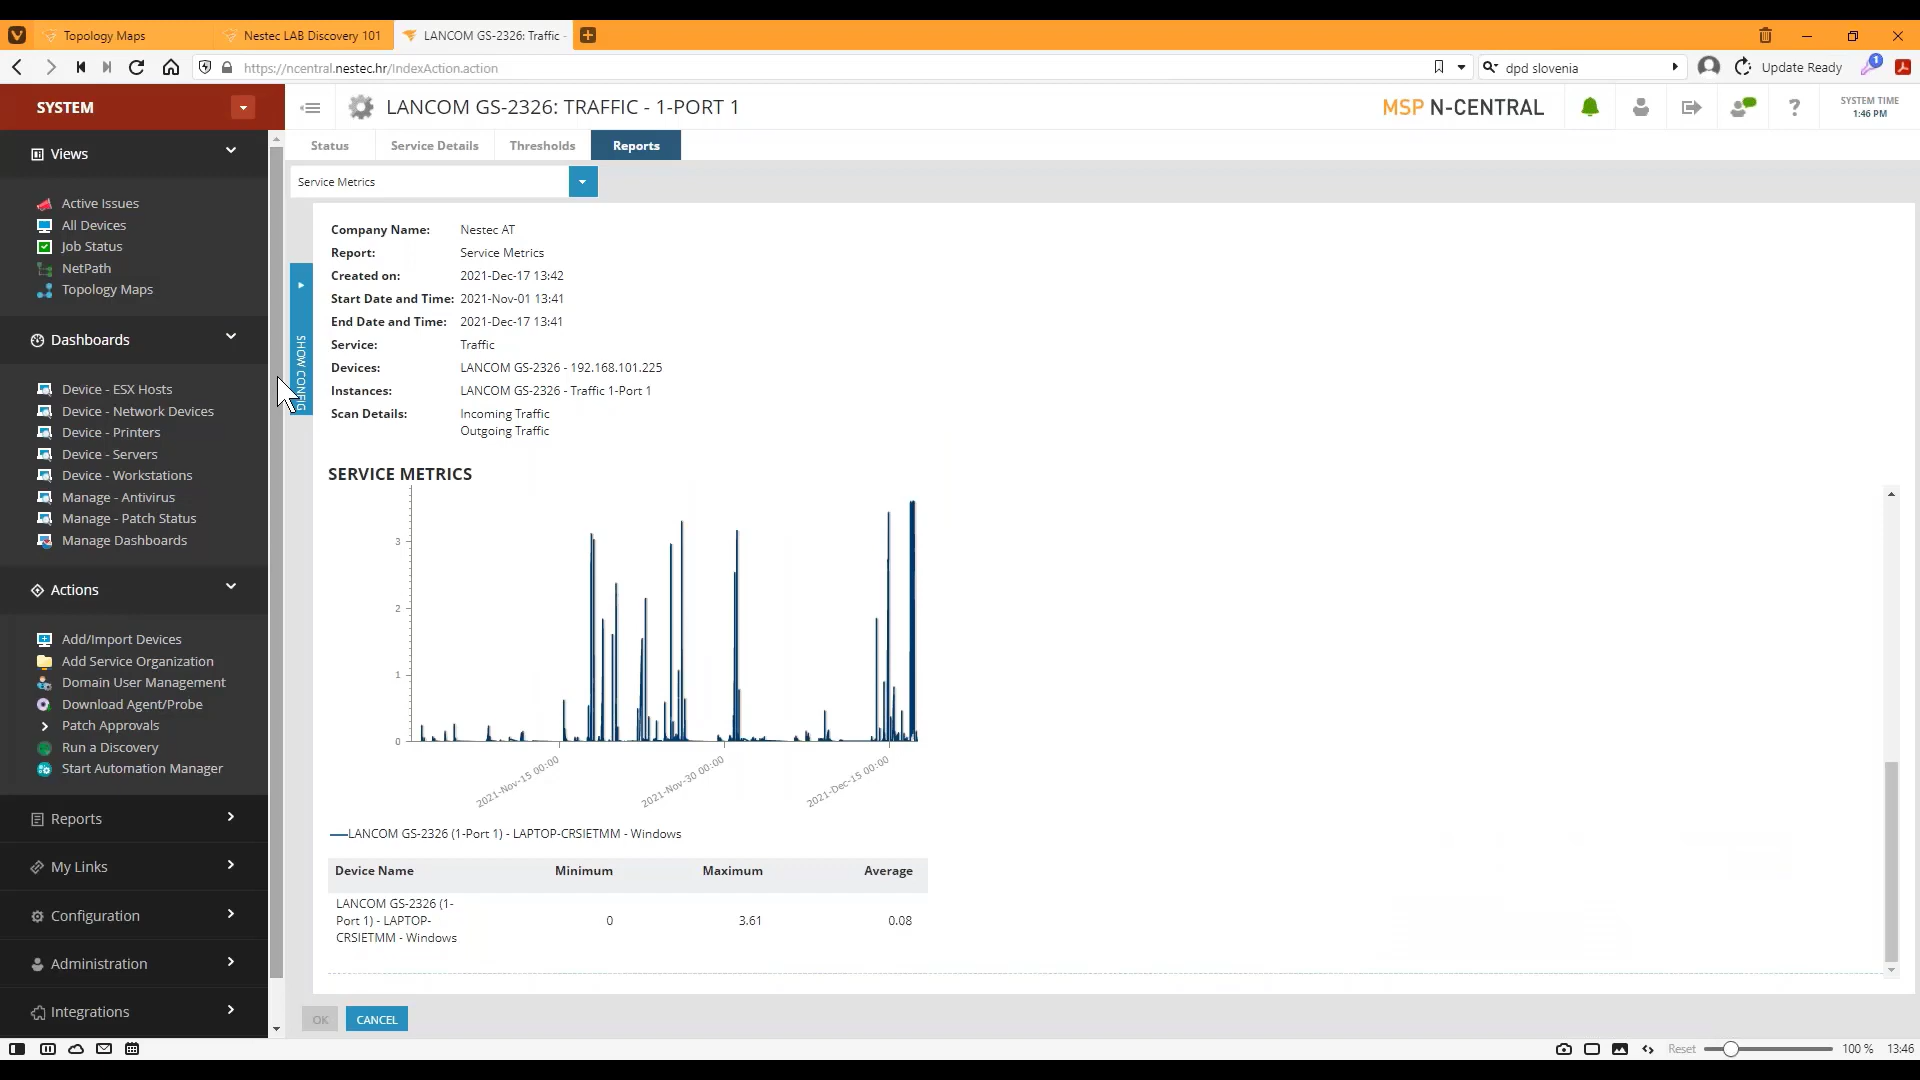 Topology Maps
Nestec LAB Discovery 101
LANCOM GS-2326: Traffic -
https://ncentral.nestec.hr/IndexAction.action
dpd slovenia
Update Ready
1
SYSTEM
LANCOM GS-2326: TRAFFIC - 1-PORT 1
MSP N-CENTRAL
?
SYSTEM TIME
1:46 PM
Views
Active Issues
All Devices
Job Status
NetPath
Topology Maps
Dashboards
Device - ESX Hosts
Device - Network Devices
Device - Printers
Device - Servers
Device - Workstations
Manage - Antivirus
Manage - Patch Status
Manage Dashboards
Actions
Add/Import Devices
Add Service Organization
Domain User Management
Download Agent/Probe
Patch Approvals
Run a Discovery
Start Automation Manager
Reports
My Links
Configuration
Administration
Integrations
Status
Service Details
Thresholds
Reports
Service Metrics
SHOW CONFIG
Company Name: Nestec AT
Report: Service Metrics
Created on: 2021-Dec-17 13:42
Start Date and Time: 2021-Nov-01 13:41
End Date and Time: 2021-Dec-17 13:41
Service: Traffic
Devices: LANCOM GS-2326 - 192.168.101.225
Instances: LANCOM GS-2326 - Traffic 1-Port 1
Scan Details: Incoming Traffic
Outgoing Traffic
SERVICE METRICS
3
2
1
0
2021-Nov-15 00:00
2021-Nov-30 00:00
2021-Dec-15 00:00
LANCOM GS-2326 (1-Port 1) - LAPTOP-CRSIETMM - Windows
Device Name Minimum Maximum Average
LANCOM GS-2326 (1-
Port 1) - LAPTOP- 0 3.61 0.08
CRSIETMM - Windows
OK
CANCEL
Reset
100 %
13:46